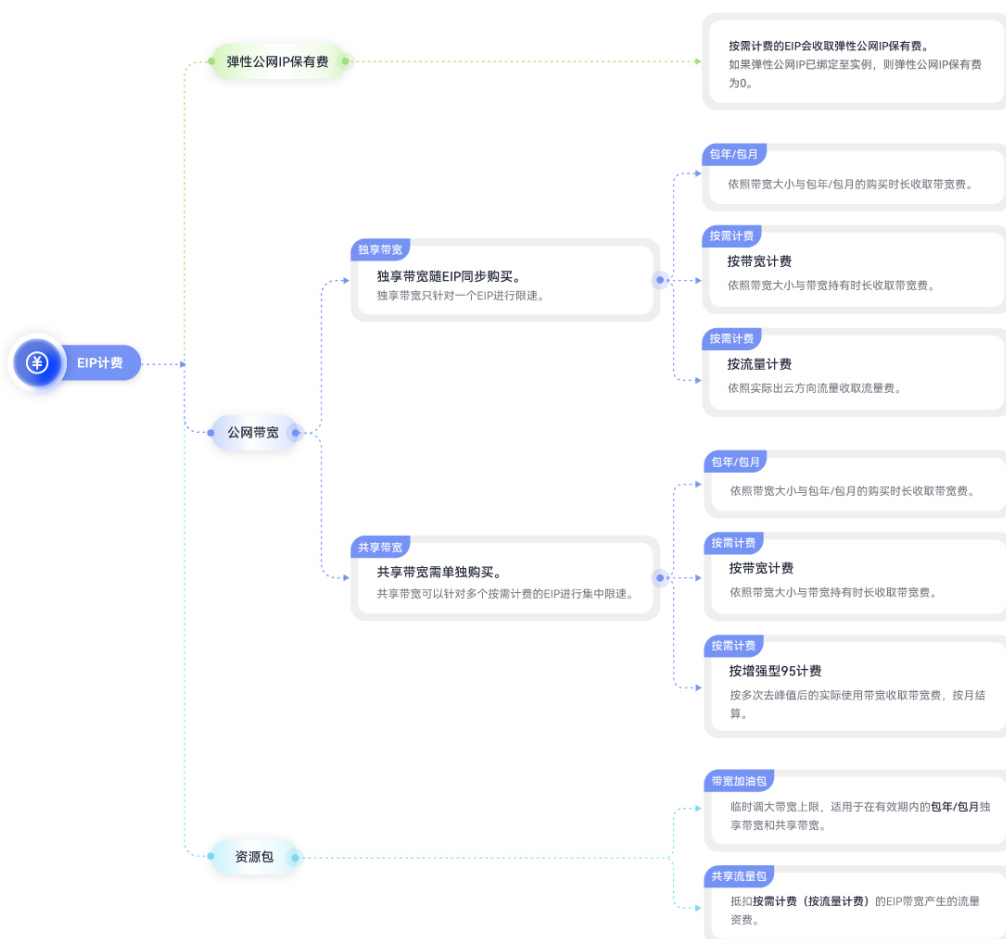 弹性公网IP保有费
按需计费的EIP会收取弹性公网IP保有费。
如果弹性公网IP已绑定至实例，则弹性公网IP保有费
为0。
包年/包月
依照带宽大小与包年/包月的购买时长收取带宽费。
按需计费
按带宽计费
依照带宽大小与带宽持有时长收取带宽费。
独享带宽
独享带宽随EIP同步购买。
独享带宽只针对一个EIP进行限速。
按需计费
按流量计费
依照实际出云方向流量收取流量费。
¥
EIP计费
公网带宽
包年/包月
依照带宽大小与包年/包月的购买时长收取带宽费。
共享带宽
共享带宽需单独购买。
共享带宽可以针对多个按需计费的EIP进行集中限速。
按需计费
按带宽计费
依照带宽大小与带宽持有时长收取带宽费。
按需计费
按增强型95计费
按多次去峰值后的实际使用带宽收取带宽费，按月结
算。
资源包
带宽加油包
临时调大带宽上限，适用于在有效期内的包年/包月独
享带宽和共享带宽。
共享流量包
抵扣按需计费（按流量计费）的EIP带宽产生的流量
资费。